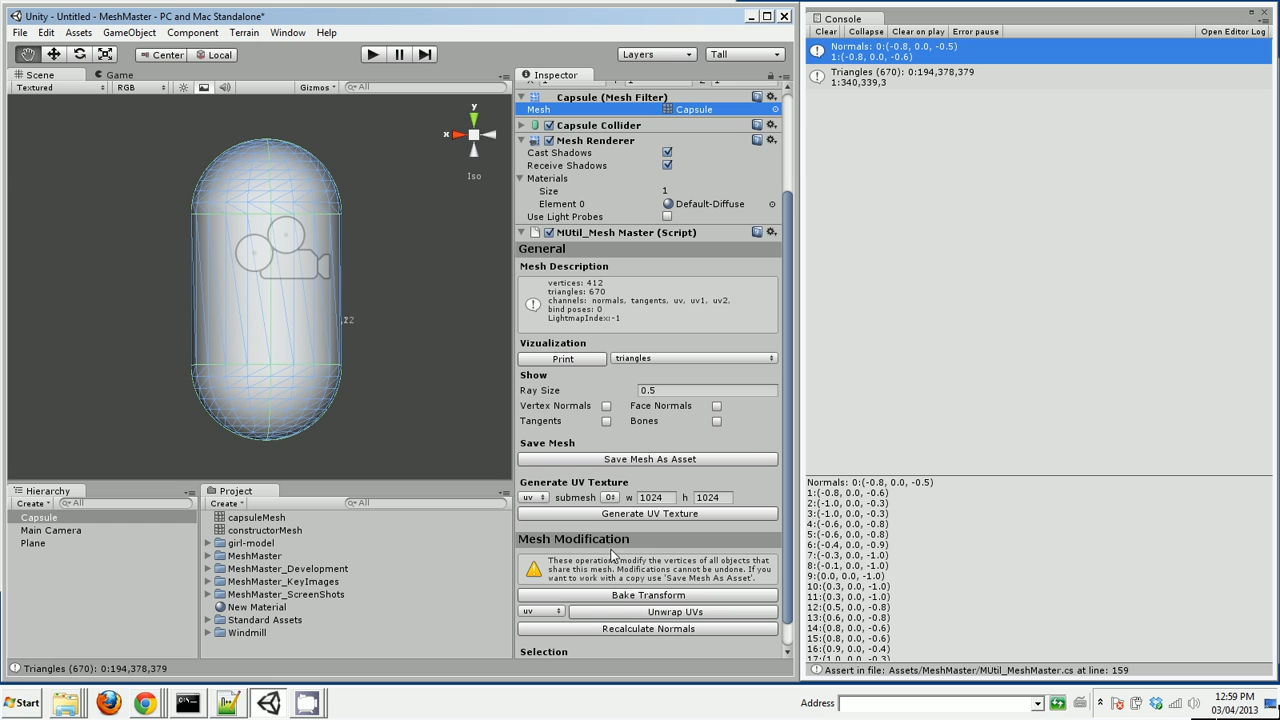 Unity - Untitled - MeshMaster - PC and Mac Standalone*
File Edit Assets GameObject Component Terrain Window Help
Center Local Layers Tall
Scene Game
Textured RGB Gizmos All
y
x
Iso
,12
Hierarchy
Create All
Capsule
Main Camera
Plane
Project
Create All
capsuleMesh
constructorMesh
girl-model
MeshMaster
MeshMaster_Development
MeshMaster_KeyImages
MeshMaster_ScreenShots
New Material
Standard Assets
Windmill
Inspector
Capsule (Mesh Filter)
Mesh Capsule
Capsule Collider
Mesh Renderer
Cast Shadows
Receive Shadows
Materials
Size 1
Element 0 Default-Diffuse
Use Light Probes
MUtil_Mesh Master (Script)
General
Mesh Description
vertices: 412
triangles: 670
channels: normals, tangents, uv, uv1, uv2,
bind poses: 0
LightmapIndex:-1
Vizualization
Print triangles
Show
Ray Size 0.5
Vertex Normals Face Normals
Tangents Bones
Save Mesh
Save Mesh As Asset
Generate UV Texture
uv submesh 0 w 1024 h 1024
Generate UV Texture
Mesh Modification
These operations modify the vertices of all objects that
share this mesh. Modifications cannot be undone. If you
want to work with a copy use 'Save Mesh As Asset'.
Bake Transform
uv Unwrap UVs
Recalculate Normals
Selection
Triangles (670): 0:194,378,379
Console
Clear Collapse Clear on play Error pause Open Editor Log
Normals: 0:(-0.8, 0.0, -0.5)
1:(-0.8, 0.0, -0.6)
Triangles (670): 0:194,378,379
1:340,339,3
Normals: 0:(-0.8, 0.0, -0.5)
1:(-0.8, 0.0, -0.6)
2:(-1.0, 0.0, -0.3)
3:(-1.0, 0.0, -0.3)
4:(-0.6, 0.0, -0.8)
5:(-0.6, 0.0, -0.8)
6:(-0.4, 0.0, -0.9)
7:(-0.3, 0.0, -1.0)
8:(-0.1, 0.0, -1.0)
9:(0.0, 0.0, -1.0)
10:(0.3, 0.0, -1.0)
11:(0.3, 0.0, -1.0)
12:(0.5, 0.0, -0.8)
13:(0.6, 0.0, -0.8)
14:(0.8, 0.0, -0.6)
15:(0.8, 0.0, -0.6)
16:(0.9, 0.0, -0.4)
17:(1.0, 0.0, -0.3)
Assert in file: Assets/MeshMaster/MUtil_MeshMaster.cs at line: 159
Start
Address
12:59 PM
03/04/2013